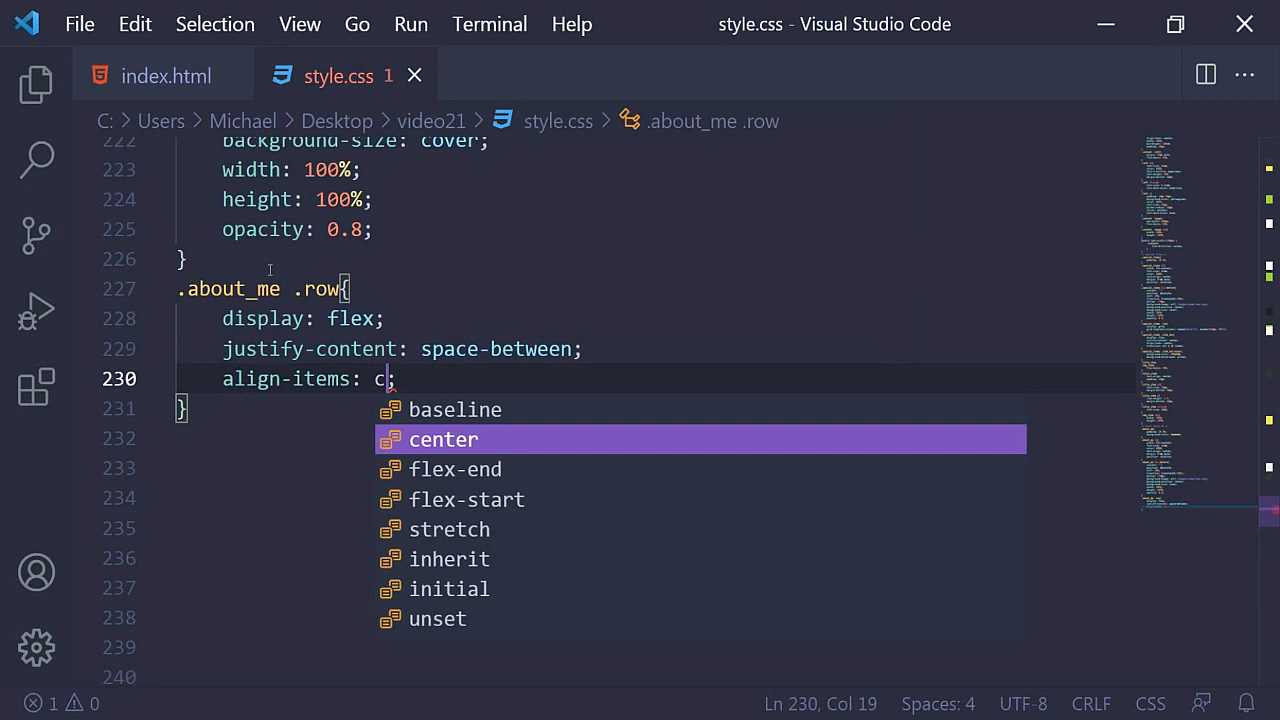 File Edit Selection View Go Run Terminal Help style.css - Visual Studio Code
index.html style.css 1
C: > Users > Michael > Desktop > video21 > style.css > .about_me .row
222 background-size: cover;
223 width: 100%;
224 height: 100%;
225 opacity: 0.8;
226 }
227 .about_me .row{
228 display: flex;
229 justify-content: space-between;
230 align-items: c;
231 }
baseline
232 center
233 flex-end
234 flex-start
235 stretch
236 inherit
237 initial
238 unset
239
240
1 0 Ln 230, Col 19 Spaces: 4 UTF-8 CRLF CSS